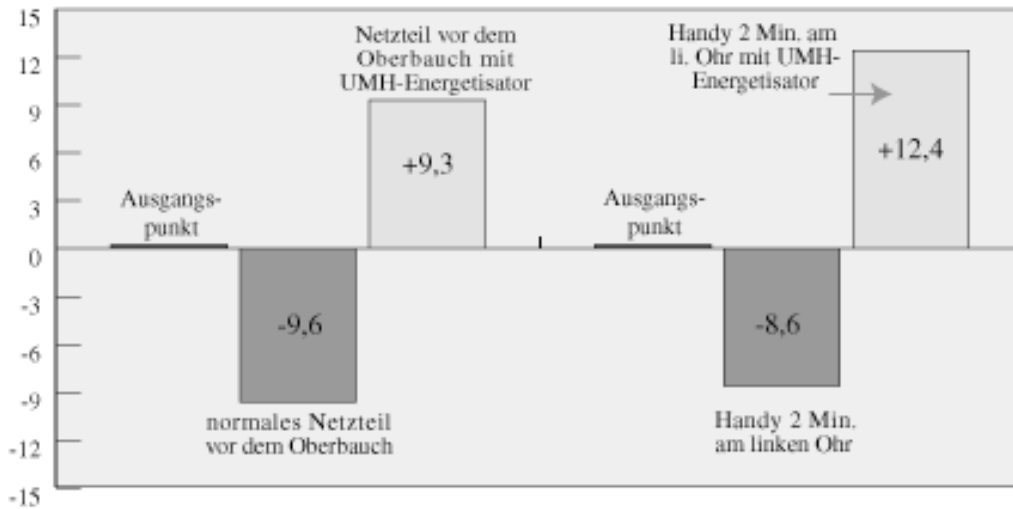 15
12
9
6
3
0
-3
-6
-9
-12
-15
Netzteil vor dem
Oberbauch mit
UMH-Energetisator
+9,3
Ausgangs-
punkt
-9,6
normales Netzteil
vor dem Oberbauch
Handy 2 Min. am
li. Ohr mit UMH-
Energetisator
+12,4
Ausgangs-
punkt
-8,6
Handy 2 Min.
am linken Ohr